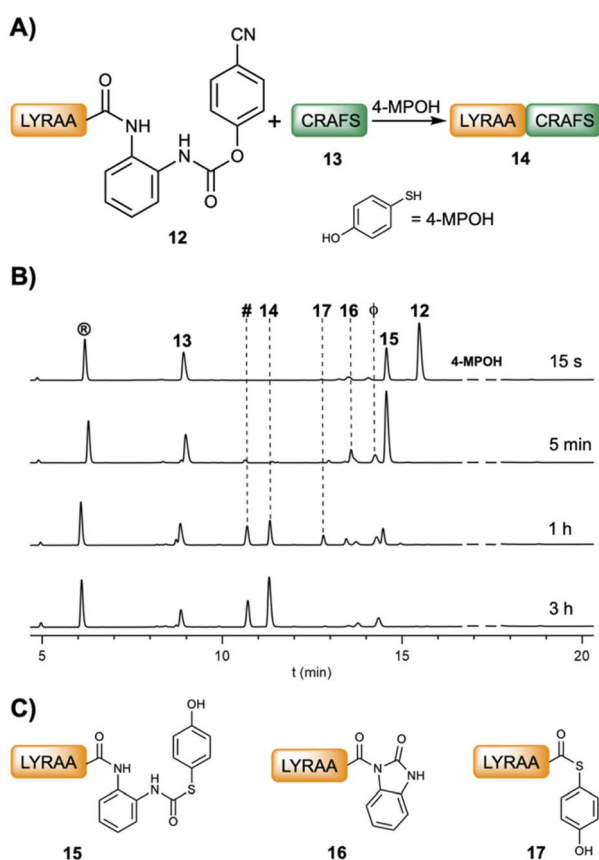 A)
CN
O
LYRAA
NH
NH
O
O
12
+
CRAFS
13
4-MPOH
LYRAA
CRAFS
14
SH
HO
= 4-MPOH
B)
®
13
#
14
17
16
ϕ
15
12
4-MPOH
15 s
5 min
1 h
3 h
5
10
15
20
t (min)
C)
OH
O
LYRAA
NH
NH
S
O
15
O
O
LYRAA
N
NH
16
O
LYRAA
S
OH
17